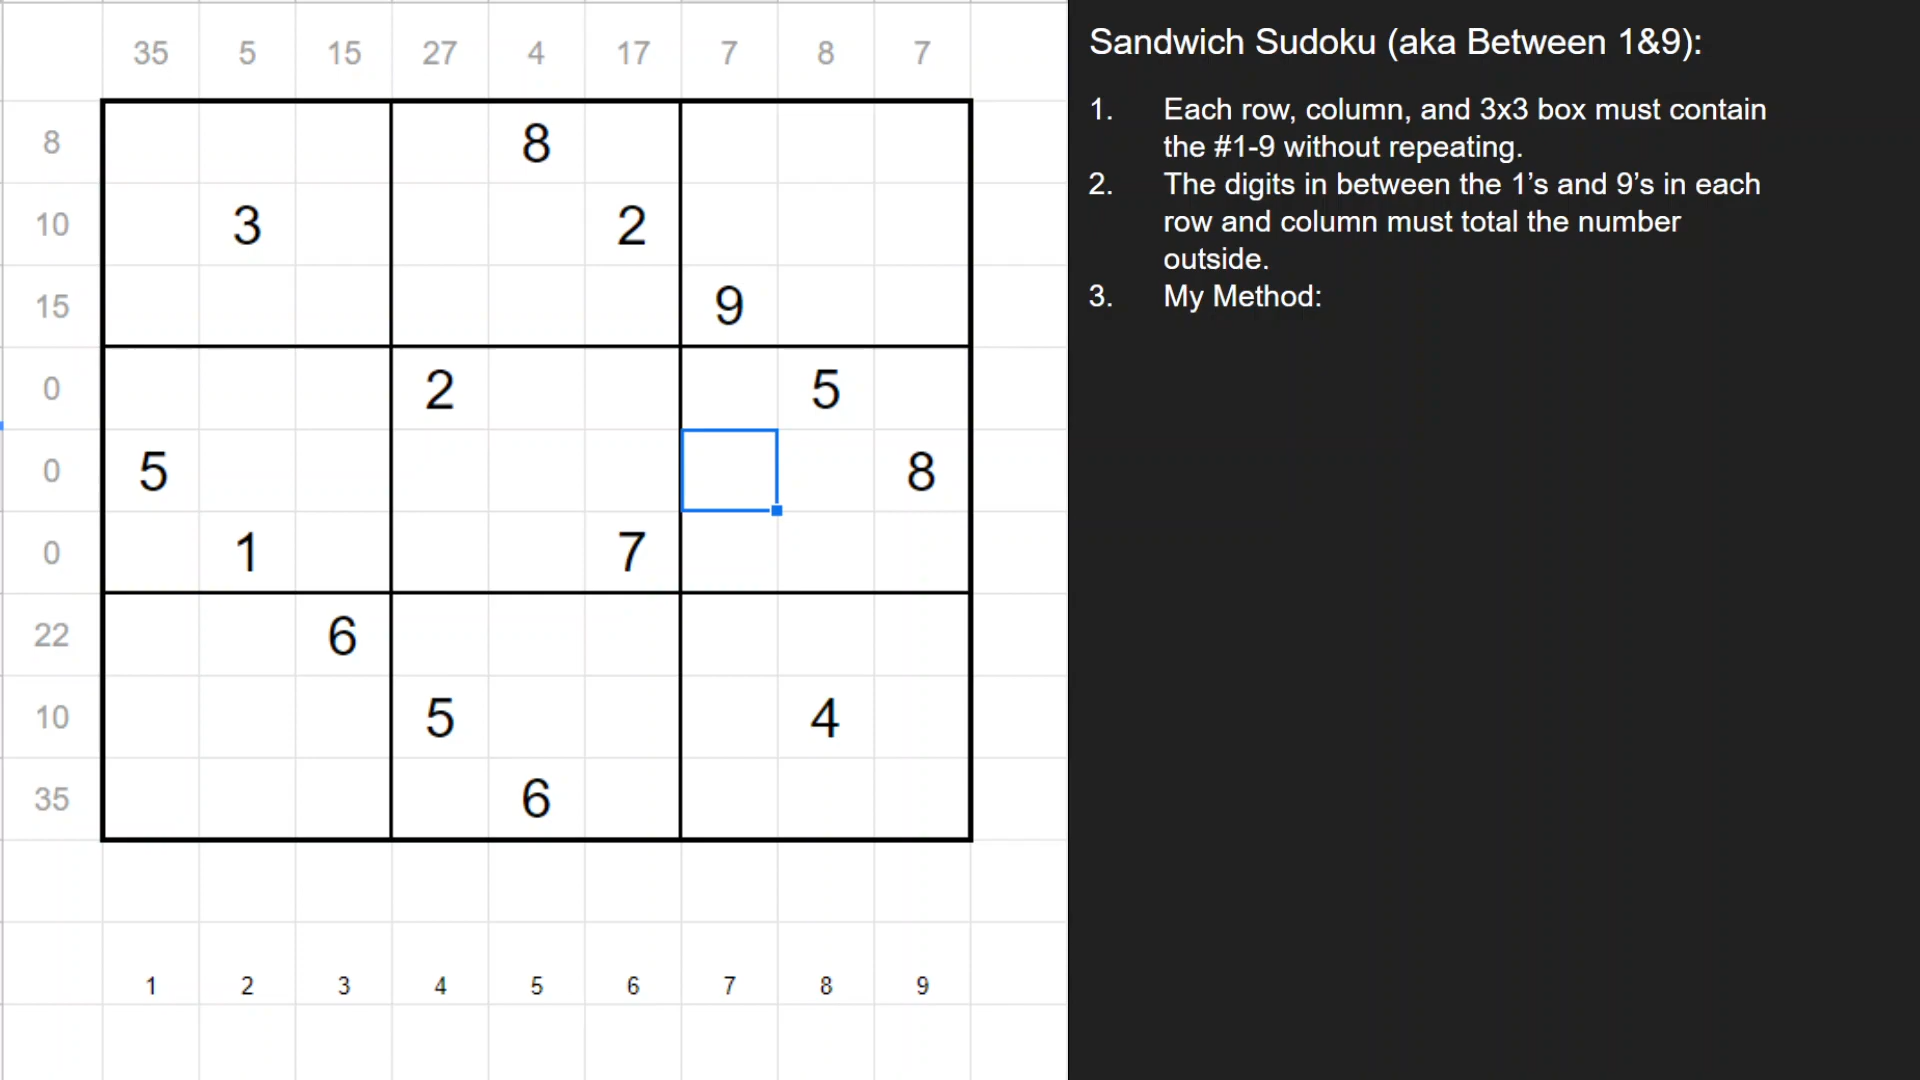 35 5 15 27 4 17 7 8 7
8 8
10 3 2
15 9
0 2 5
0 5 8
0 1 7
22 6
10 5 4
35 6
1 2 3 4 5 6 7 8 9
Sandwich Sudoku (aka Between 1&9):
1. Each row, column, and 3x3 box must contain
the #1-9 without repeating.
2. The digits in between the 1’s and 9’s in each
row and column must total the number
outside.
3. My Method: